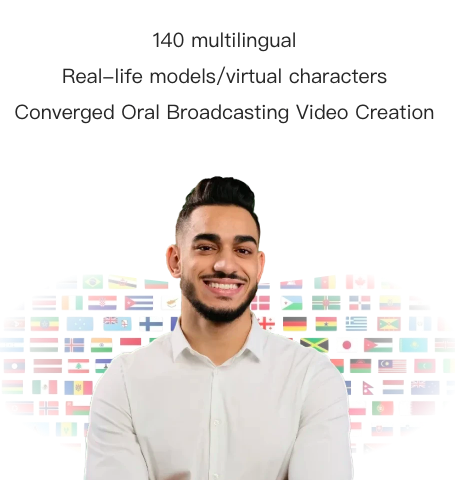 140 multilingual
Real-life models/virtual characters
Converged Oral Broadcasting Video Creation